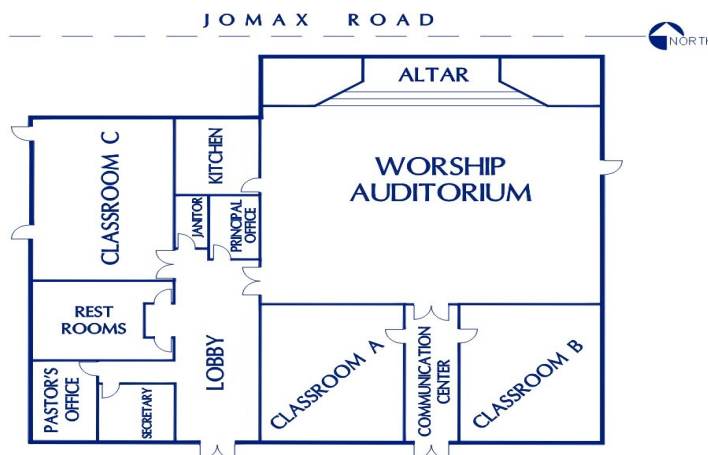 JOMAX ROAD
NORTH
ALTAR
CLASSROOM C
KITCHEN
WORSHIP
AUDITORIUM
JANITOR
PRINCIPAL
OFFICE
REST
ROOMS
LOBBY
CLASSROOM A
COMMUNICATION
CENTER
CLASSROOM B
PASTOR'S
OFFICE
SECRETARY